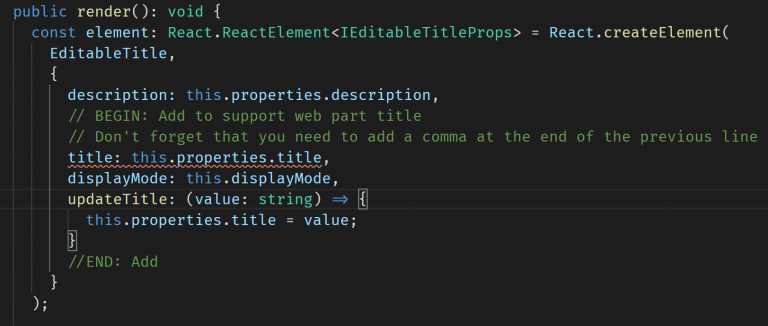 public render(): void {
const element: React.ReactElement<IEditableTitleProps> = React.createElement(
EditableTitle,
{
description: this.properties.description,
// BEGIN: Add to support web part title
// Don't forget that you need to add a comma at the end of the previous line
title: this.properties.title,
displayMode: this.displayMode,
updateTitle: (value: string) => {
this.properties.title = value;
}
//END: Add
}
);